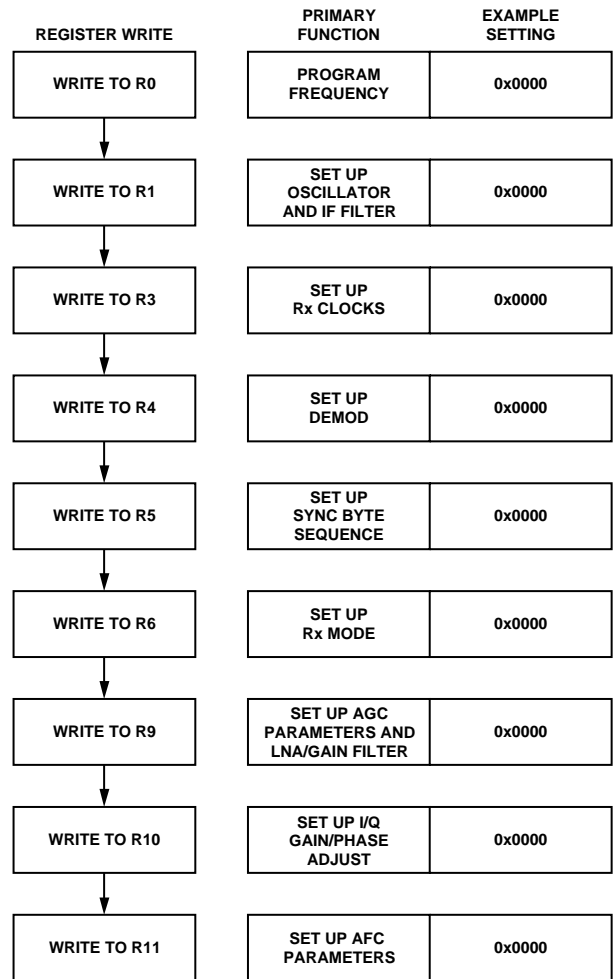 REGISTER WRITE
PRIMARY
FUNCTION
EXAMPLE
SETTING
WRITE TO R0
PROGRAM
FREQUENCY
0x0000
WRITE TO R1
SET UP
OSCILLATOR
AND IF FILTER
0x0000
WRITE TO R3
SET UP
Rx CLOCKS
0x0000
WRITE TO R4
SET UP
DEMOD
0x0000
WRITE TO R5
SET UP
SYNC BYTE
SEQUENCE
0x0000
WRITE TO R6
SET UP
Rx MODE
0x0000
WRITE TO R9
SET UP AGC
PARAMETERS AND
LNA/GAIN FILTER
0x0000
WRITE TO R10
SET UP I/Q
GAIN/PHASE
ADJUST
0x0000
WRITE TO R11
SET UP AFC
PARAMETERS
0x0000